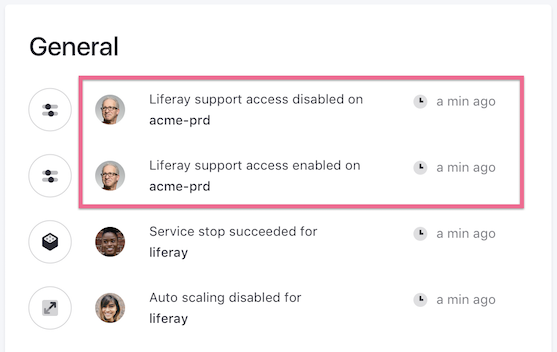 General
Liferay support access disabled on
acme-prd
a min ago
Liferay support access enabled on
acme-prd
a min ago
Service stop succeeded for
liferay
a min ago
Auto scaling disabled for
liferay
a min ago